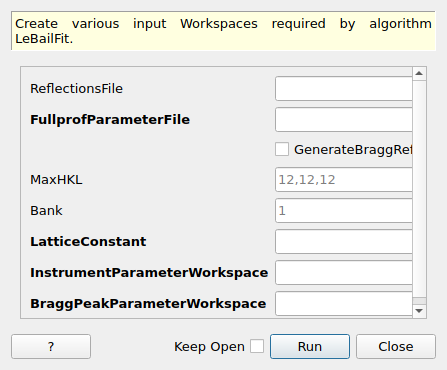 Create various input Workspaces required by algorithm
LeBailFit.
ReflectionsFile
FullprofParameterFile
GenerateBraggRef
MaxHKL 12,12,12
Bank 1
LatticeConstant
InstrumentParameterWorkspace
BraggPeakParameterWorkspace
? Keep Open Run Close